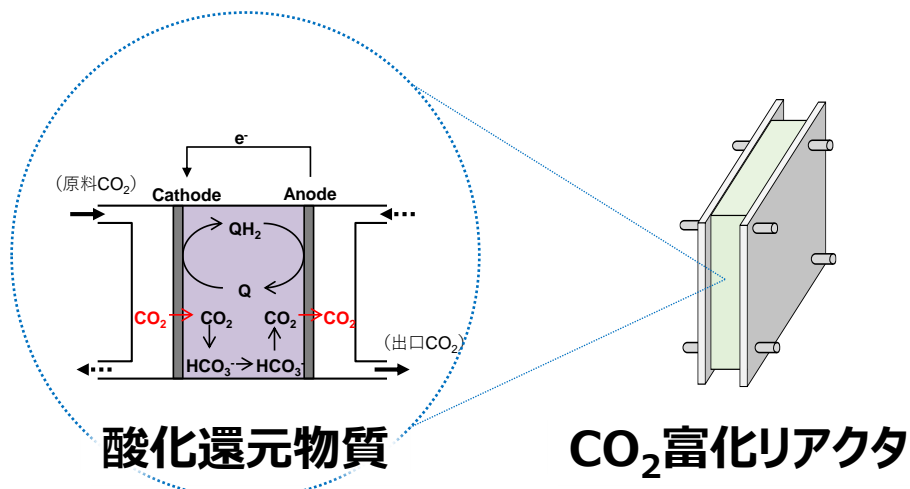 e⁻
（原料CO₂）
Cathode Anode
QH₂
Q
CO₂ CO₂ CO₂ CO₂
（出口CO₂）
HCO₃⁻ HCO₃⁻
酸化還元物質
CO₂富化リアクタ